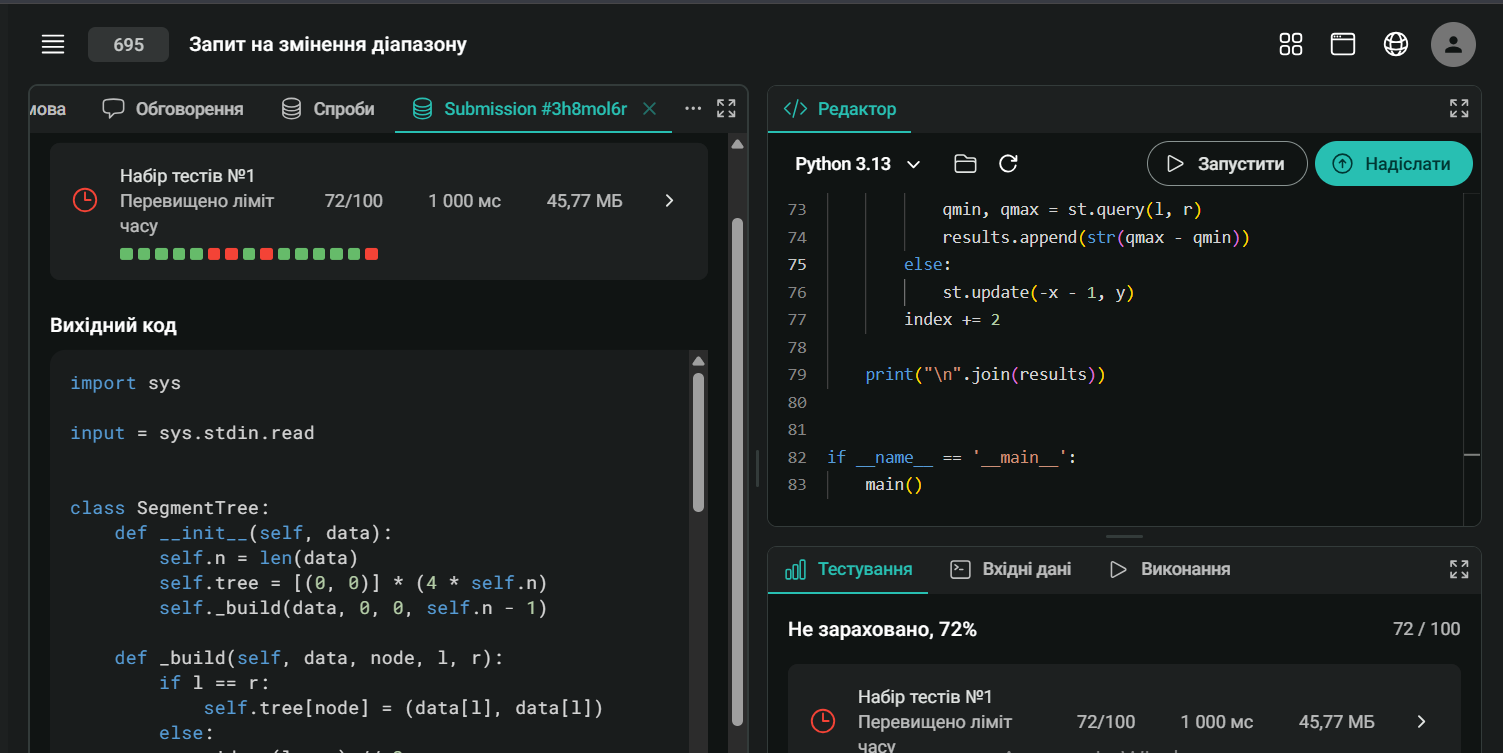 695 Запит на змінення діапазону
мова Обговорення Спроби Submission #3h8mol6r
Набір тестів №1
Перевищено ліміт
часу
72/100 1 000 мс 45,77 МБ
Вихідний код
import sys
input = sys.stdin.read
class SegmentTree:
def __init__(self, data):
self.n = len(data)
self.tree = [(0, 0)] * (4 * self.n)
self._build(data, 0, 0, self.n - 1)
def _build(self, data, node, l, r):
if l == r:
self.tree[node] = (data[l], data[l])
else:
Редактор
Python 3.13 Запустити Надіслати
73 qmin, qmax = st.query(l, r)
74 results.append(str(qmax - qmin))
75 else:
76 st.update(-x - 1, y)
77 index += 2
78
79 print("\n".join(results))
80
81
82 if __name__ == '__main__':
83 main()
Тестування Вхідні дані Виконання
Не зараховано, 72% 72 / 100
Набір тестів №1
Перевищено ліміт
часу
72/100 1 000 мс 45,77 МБ